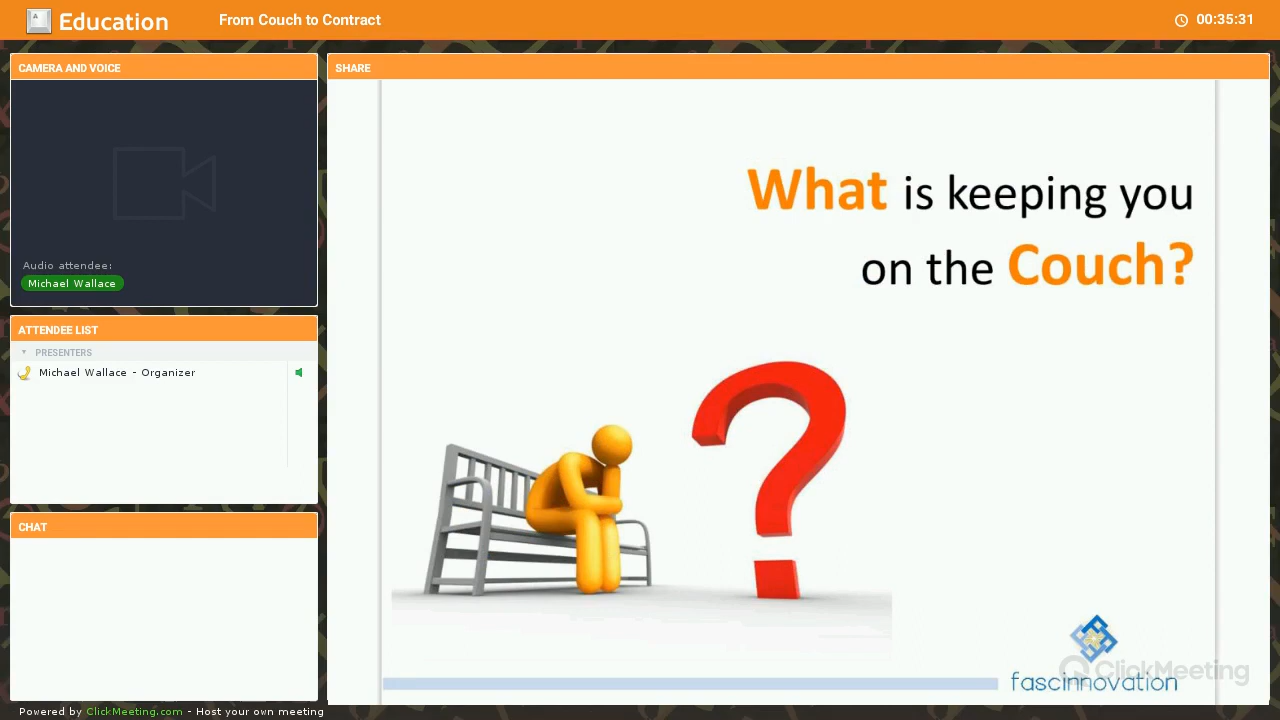 A
Education
From Couch to Contract
00:35:31
CAMERA AND VOICE
SHARE
Audio attendee:
Michael Wallace
ATTENDEE LIST
PRESENTERS
Michael Wallace - Organizer
CHAT
What is keeping you
on the Couch?
ClickMeeting
fascinnovation
Powered by ClickMeeting.com - Host your own meeting